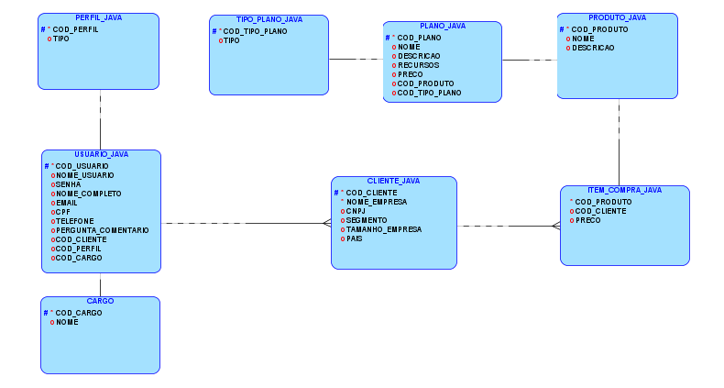 PERFIL_JAVA
# * COD_PERFIL
o TIPO
TIPO_PLANO_JAVA
# * COD_TIPO_PLANO
o TIPO
PLANO_JAVA
# * COD_PLANO
o NOME
o DESCRICAO
o RECURSOS
o PRECO
o COD_PRODUTO
o COD_TIPO_PLANO
PRODUTO_JAVA
# * COD_PRODUTO
o NOME
o DESCRICAO
USUARIO_JAVA
# * COD_USUARIO
o NOME_USUARIO
o SENHA
o NOME_COMPLETO
o EMAIL
o CPF
o TELEFONE
o PERGUNTA_COMENTARIO
o COD_CLIENTE
o COD_PERFIL
o COD_CARGO
CLIENTE_JAVA
# * COD_CLIENTE
* NOME_EMPRESA
o CNPJ
o SEGMENTO
o TAMANHO_EMPRESA
o PAIS
ITEM_COMPRA_JAVA
* COD_PRODUTO
o COD_CLIENTE
o PRECO
CARGO
# * COD_CARGO
o NOME